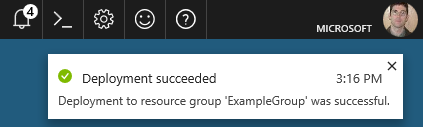 4
MICROSOFT
Deployment succeeded 3:16 PM
Deployment to resource group 'ExampleGroup' was successful.